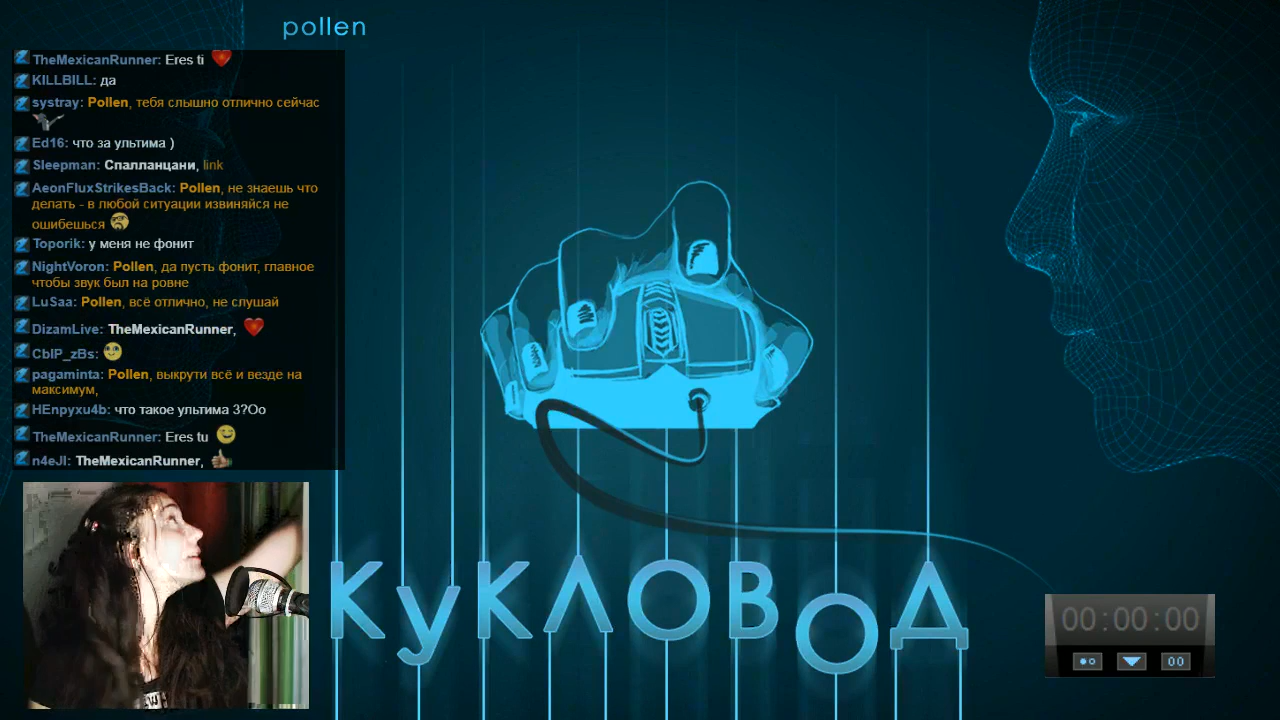 pollen
TheMexicanRunner: Eres ti
KILLBILL: да
systray: Pollen, тебя слышно отлично сейчас
Ed16: что за ультима )
Sleepman: Спалланцани, link
AeonFluxStrikesBack: Pollen, не знаешь что
делать - в любой ситуации извиняйся не
ошибешься
Toporik: у меня не фонит
NightVoron: Pollen, да пусть фонит, главное
чтобы звук был на ровне
LuSaa: Pollen, всё отлично, не слушай
DizamLive: TheMexicanRunner,
CbIP_zBs:
pagaminta: Pollen, выкрути всё и везде на
максимум,
HEnpyxu4b: что такое ультима 3?Оо
TheMexicanRunner: Eres tu
n4eJl: TheMexicanRunner,
КуКЛОВОД
00:00:00
00